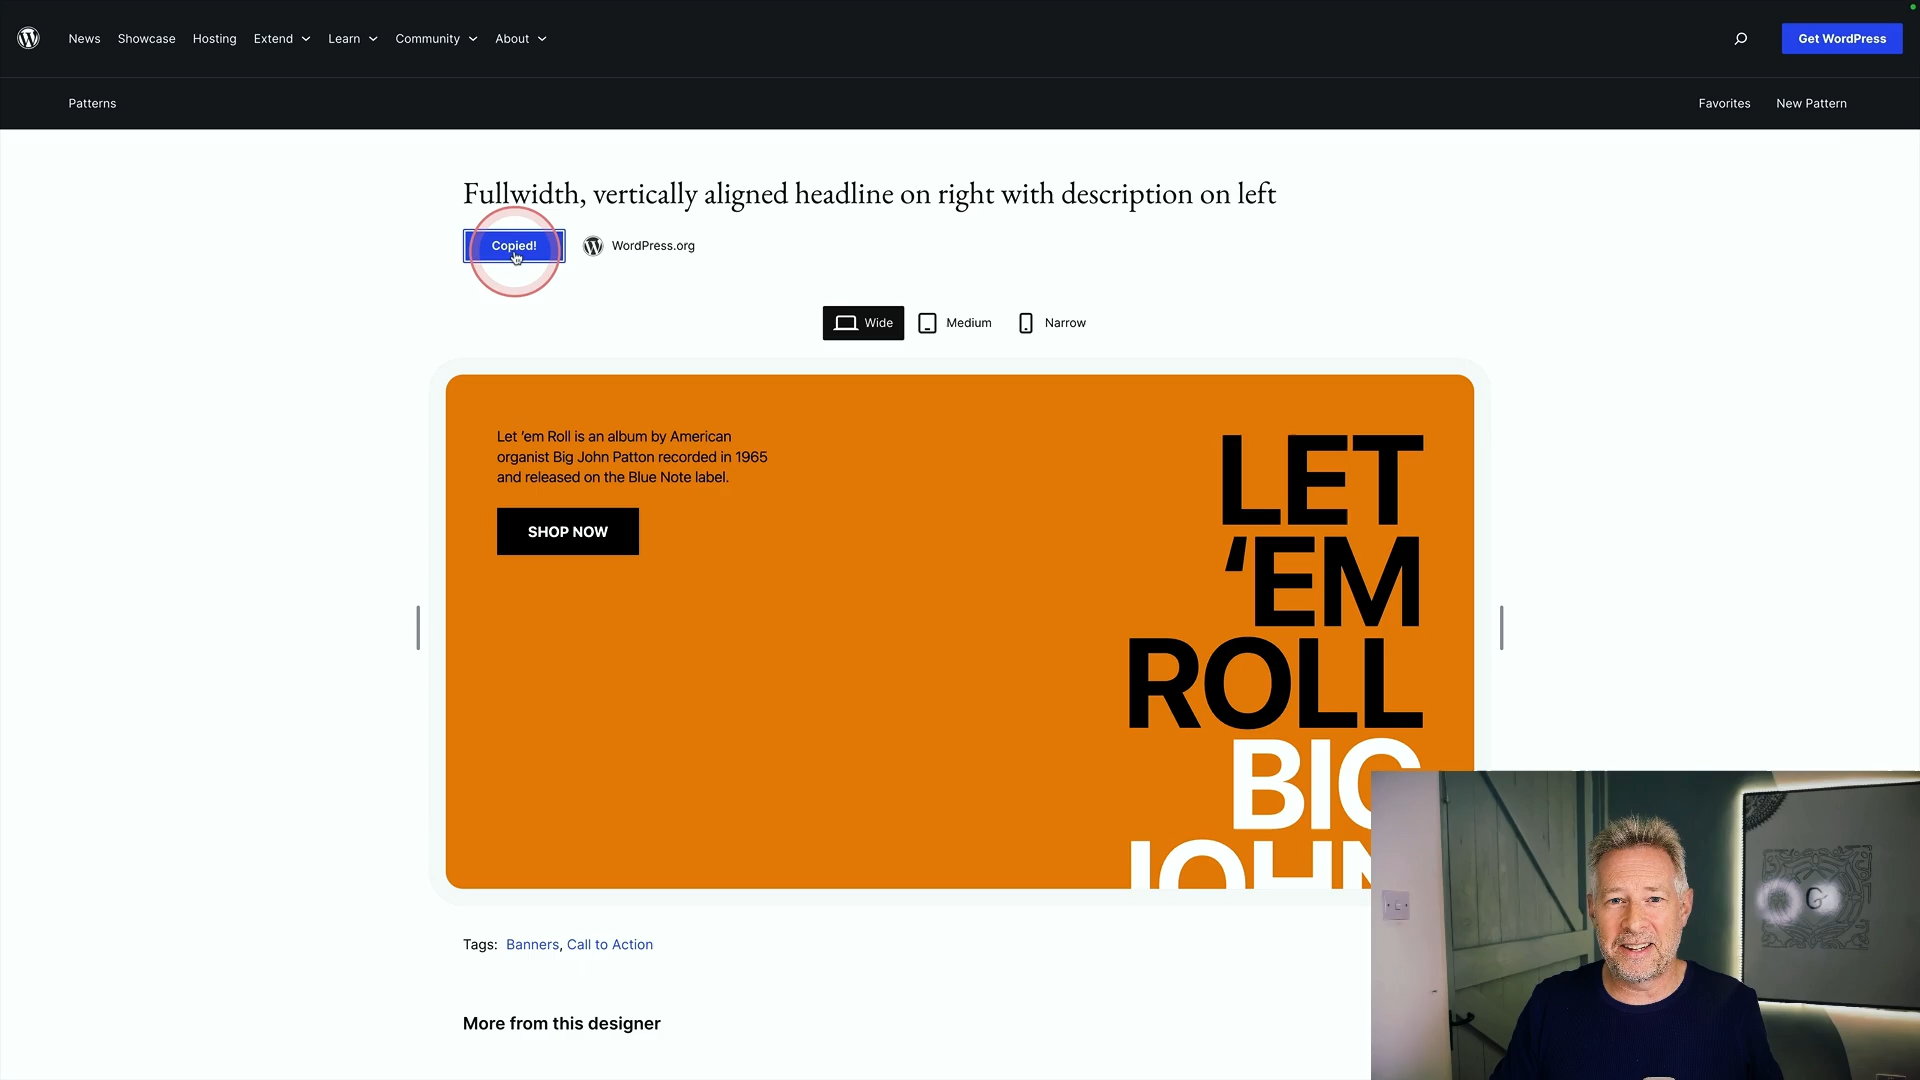 News Showcase Hosting Extend Learn Community About Get WordPress
Patterns Favorites New Pattern
Fullwidth, vertically aligned headline on right with description on left
Copied! WordPress.org
Wide Medium Narrow
Let ‘em Roll is an album by American
organist Big John Patton recorded in 1965
and released on the Blue Note label.
SHOP NOW
LET
‘EM
ROLL
BIG
JOHN
Tags: Banners, Call to Action
More from this designer